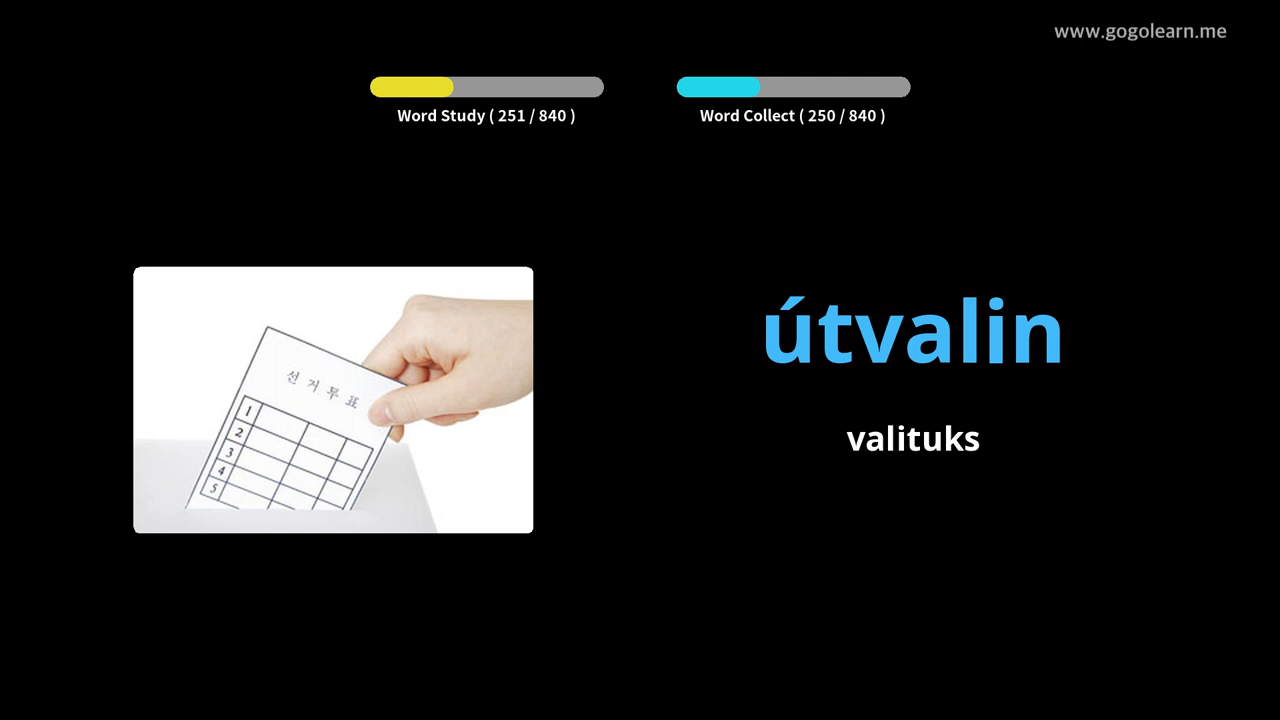 www.gogolearn.me
Word Study ( 251 / 840 )
Word Collect ( 250 / 840 )
선거투표
1
2
3
4
5
útvalin
valituks